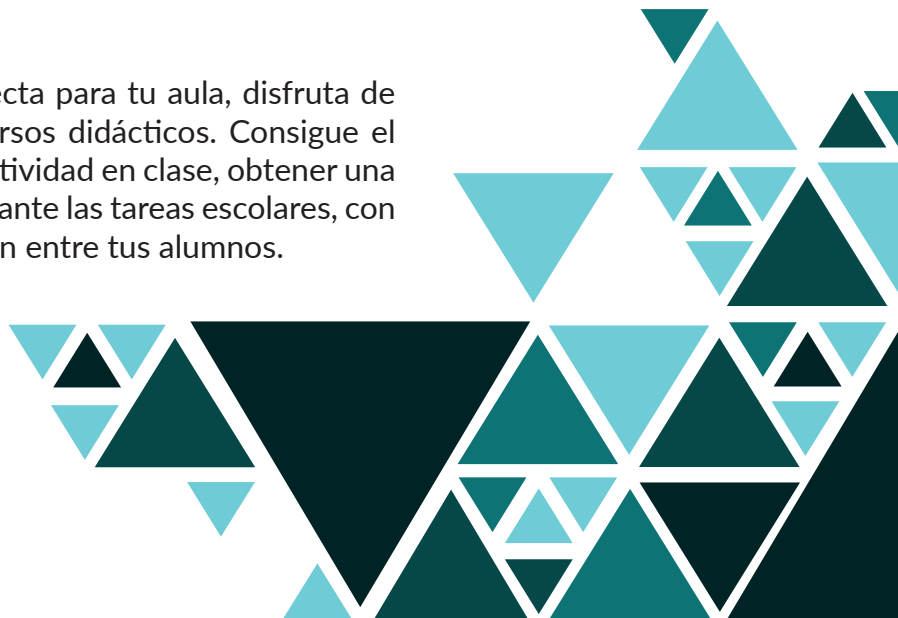 ecta para tu aula, disfruta de
rsos didácticos. Consigue el
tividad en clase, obtener una
ante las tareas escolares, con
n entre tus alumnos.